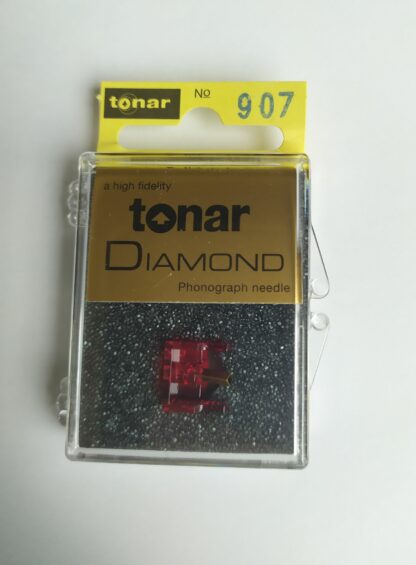 tonar
No
907
a high fidelity
tonar
DIAMOND
Phonograph needle